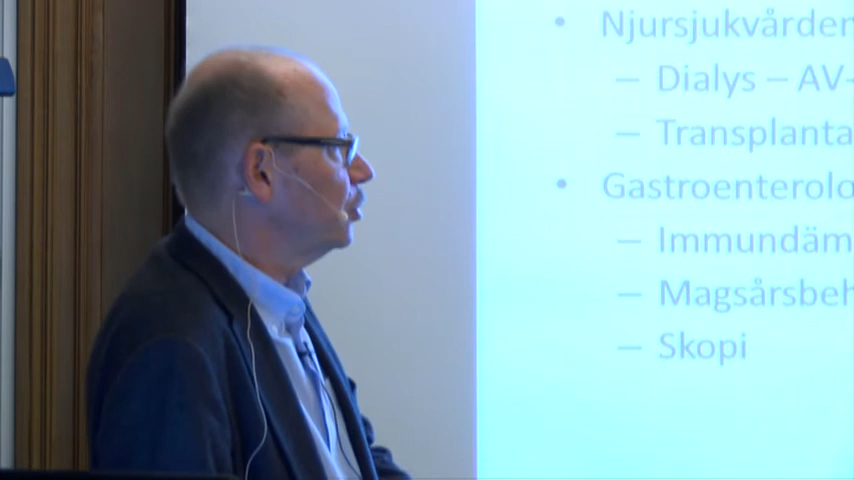 • Njursjukvården
– Dialys – AV-
– Transplanta
• Gastroenterolo
– Immundäm
– Magsårsbeh
– Skopi